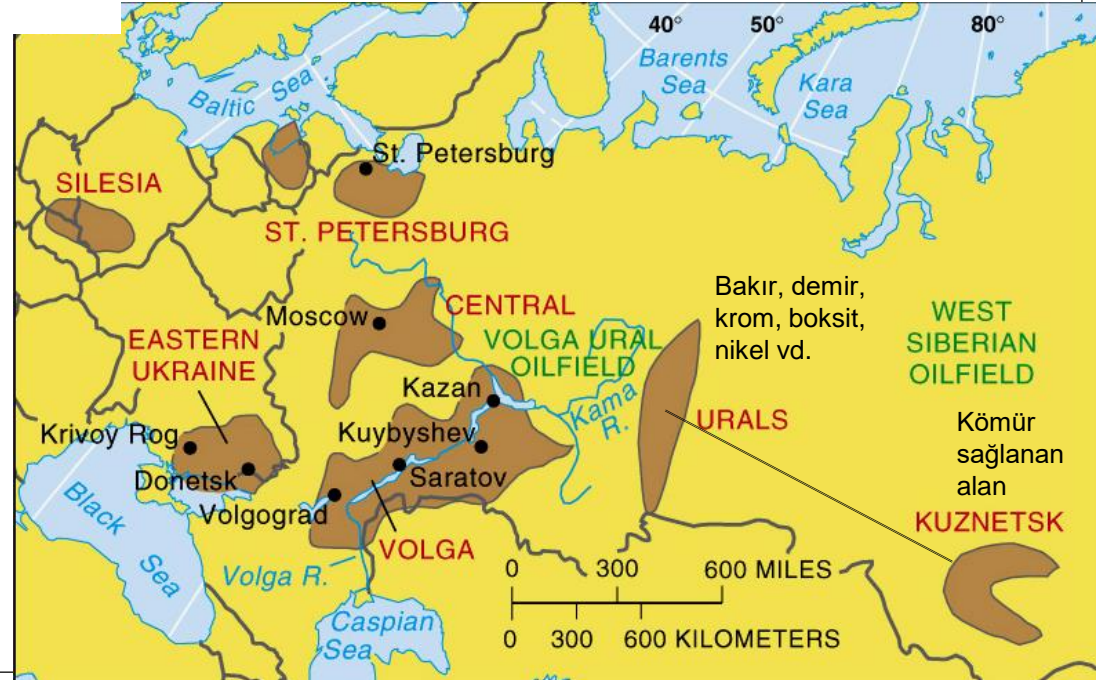 40° 50° 80°
Barents
Sea
Kara
Sea
Baltic Sea
St. Petersburg
SILESIA
ST. PETERSBURG
Bakır, demir,
krom, boksit,
nikel vd.
CENTRAL
Moscow
WEST
SIBERIAN
OILFIELD
VOLGA URAL
OILFIELD
EASTERN
UKRAINE
Kazan
Kama
R.
URALS
Kömür
sağlanan
alan
Krivoy Rog
Kuybyshev
Donetsk
Saratov
Volgograd
KUZNETSK
Black
Sea
VOLGA
Volga R.
0 300 600 MILES
0 300 600 KILOMETERS
Caspian
Sea